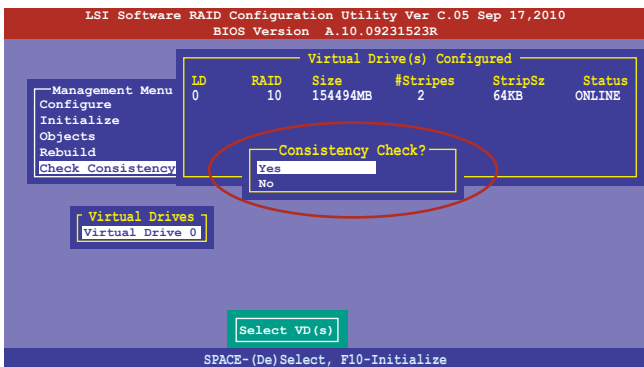 LSI Software RAID Configuration Utility Ver C.05 Sep 17,2010
BIOS Version A.10.09231523R
Virtual Drive(s) Configured
LD RAID Size #Stripes StripSz Status
0 10 154494MB 2 64KB ONLINE
Management Menu
Configure
Initialize
Objects
Rebuild
Check Consistency
Consistency Check?
Yes
No
Virtual Drives
Virtual Drive 0
Select VD(s)
SPACE-(De)Select, F10-Initialize